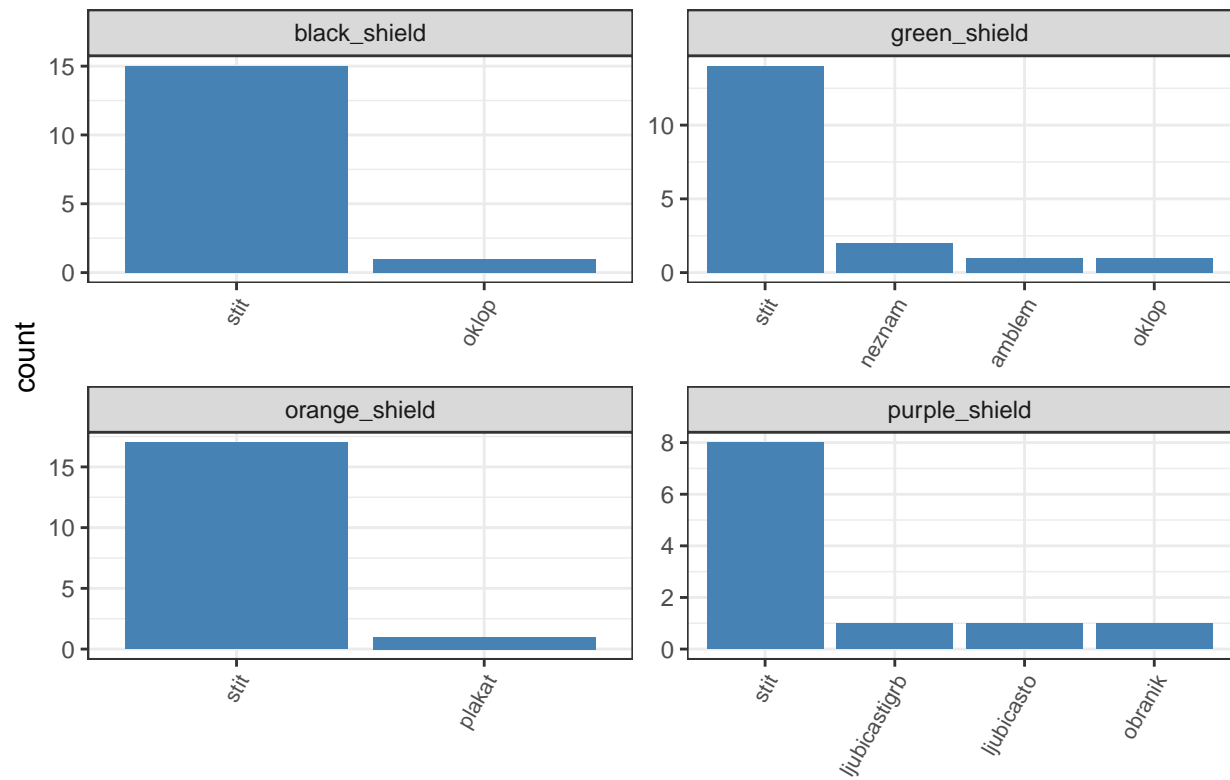 black_shield
15
10
5
0
stit
oklop
green_shield
10
5
0
stit
neznam
amblem
oklop
count
orange_shield
15
10
5
0
stit
plakat
purple_shield
8
6
4
2
0
stit
ljubicastigrb
ljubicasto
obranik